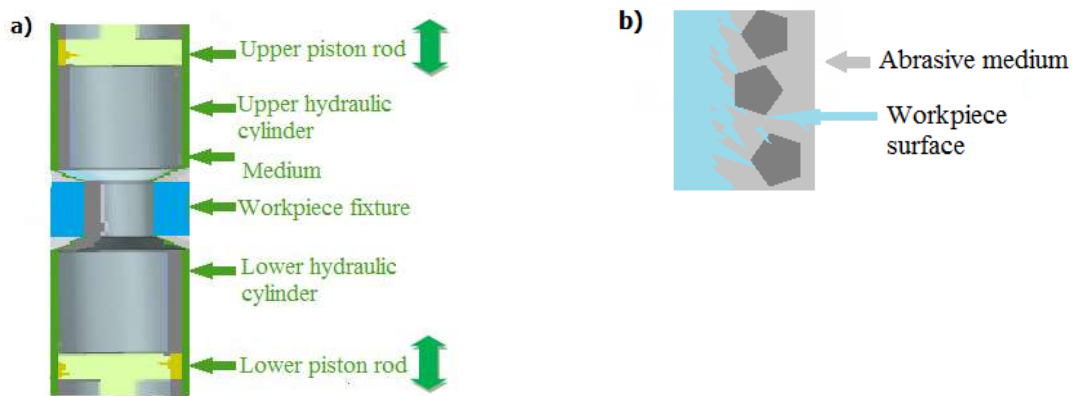 a)
Upper piston rod
Upper hydraulic
cylinder
Medium
Workpiece fixture
Lower hydraulic
cylinder
Lower piston rod
b)
Abrasive medium
Workpiece
surface